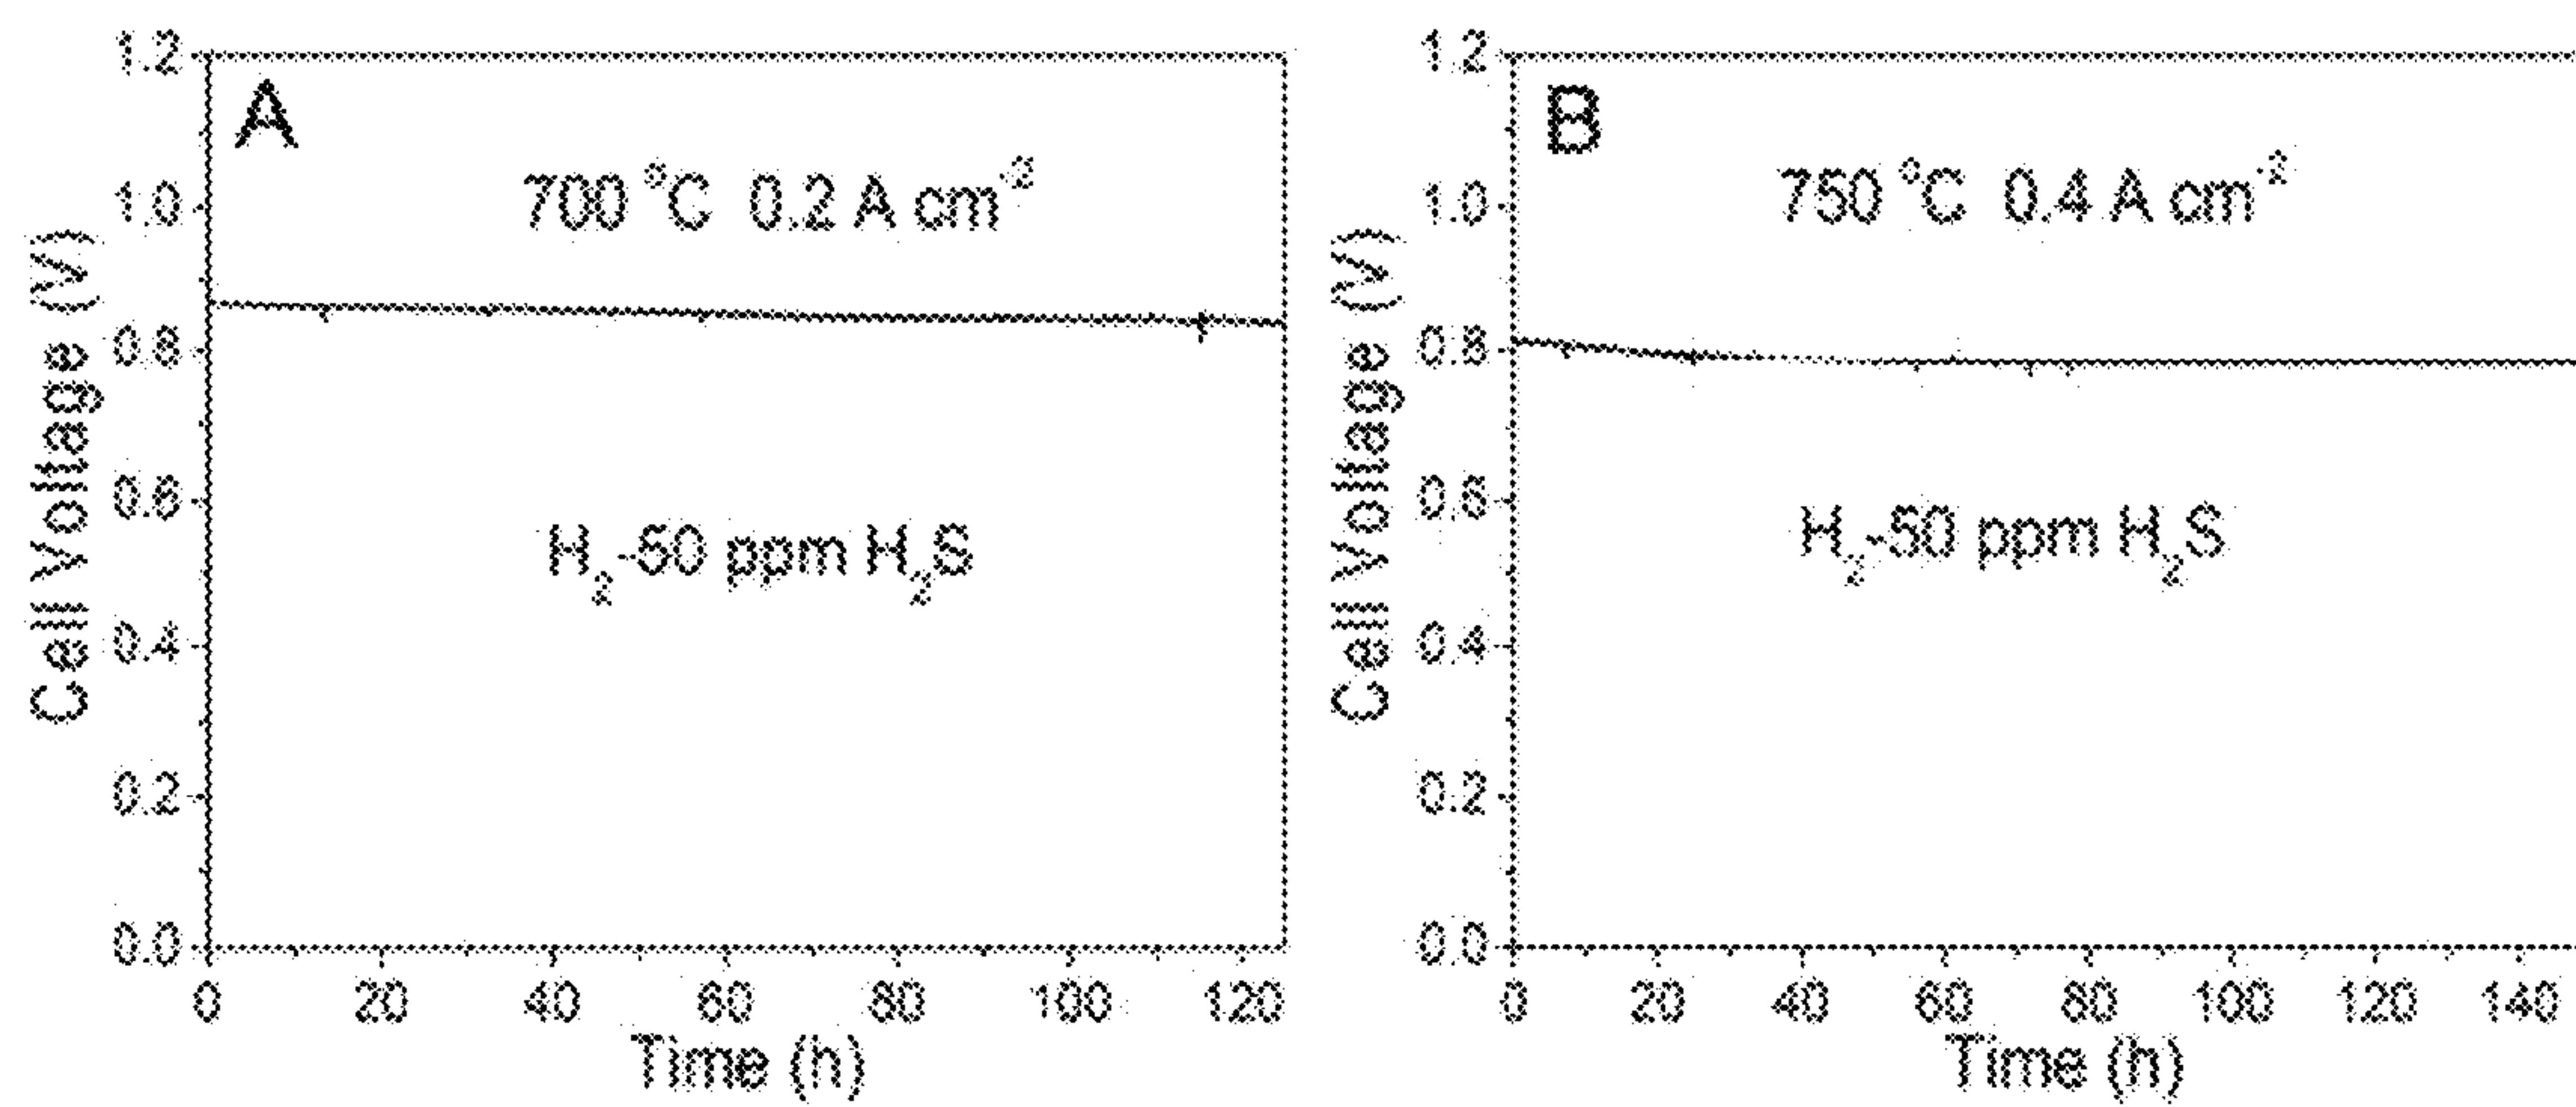 A
700 °C 0.2 A cm⁻²
H₂-50 ppm H₂S
Cell Voltage (V)
1.2
1.0
0.8
0.6
0.4
0.2
0.0
0 20 40 60 80 100 120
Time (h)
B
750 °C 0.4 A cm⁻²
H₂-50 ppm H₂S
Cell Voltage (V)
1.2
1.0
0.8
0.6
0.4
0.2
0.0
0 20 40 60 80 100 120 140
Time (h)